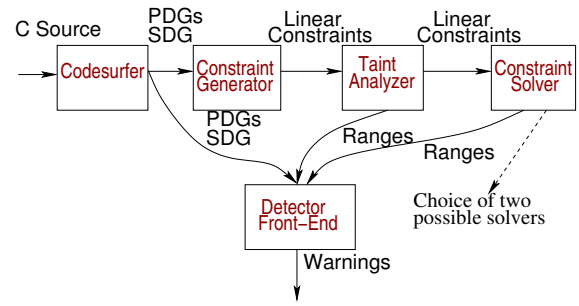 C Source
PDGs
SDG
Linear
Constraints
Linear
Constraints
Codesurfer
Constraint
Generator
Taint
Analyzer
Constraint
Solver
PDGs
SDG
Ranges
Ranges
Choice of two
possible solvers
Detector
Front-End
Warnings